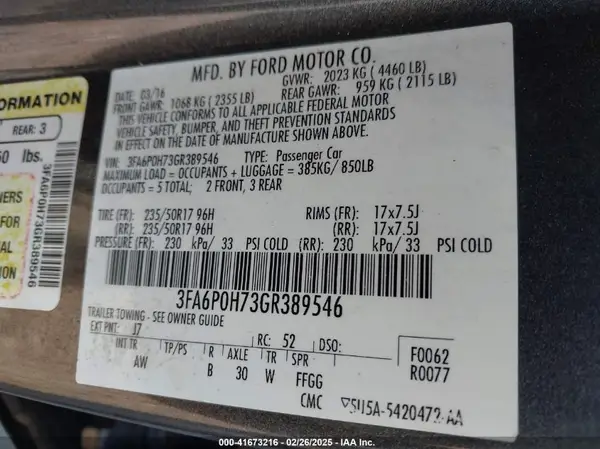 ORMATION
REAR: 3
lbs.
NERS
FOR
AL
ION
3FA6P0H73GR389546
MFD. BY FORD MOTOR CO.
DATE: 03/16 GVWR: 2023 KG ( 4460 LB)
FRONT GAWR: 1068 KG ( 2355 LB) REAR GAWR: 959 KG ( 2115 LB)
THIS VEHICLE CONFORMS TO ALL APPLICABLE FEDERAL MOTOR
VEHICLE SAFETY, BUMPER, AND THEFT PREVENTION STANDARDS
IN EFFECT ON THE DATE OF MANUFACTURE SHOWN ABOVE.
VIN: 3FA6P0H73GR389546 TYPE: Passenger Car
MAXIMUM LOAD = OCCUPANTS + LUGGAGE = 385KG/ 850LB
OCCUPANTS = 5 TOTAL; 2 FRONT, 3 REAR
TIRE (FR): 235/50R17 96H RIMS (FR): 17x7.5J
(RR): 235/50R17 96H (RR): 17x7.5J
PRESSURE (FR): 230 kPa/ 33 PSI COLD (RR): 230 kPa/ 33 PSI COLD
3FA6P0H73GR389546
TRAILER TOWING - SEE OWNER GUIDE
EXT PNT: J7 RC: 52 DSO: F0062
INT TR TP/PS R AXLE TR SPR R0077
AW B 30 W FFGG
CMC 5U5A-5420472-AA
00-41673216 - 02/26/2025 - IAA Inc.